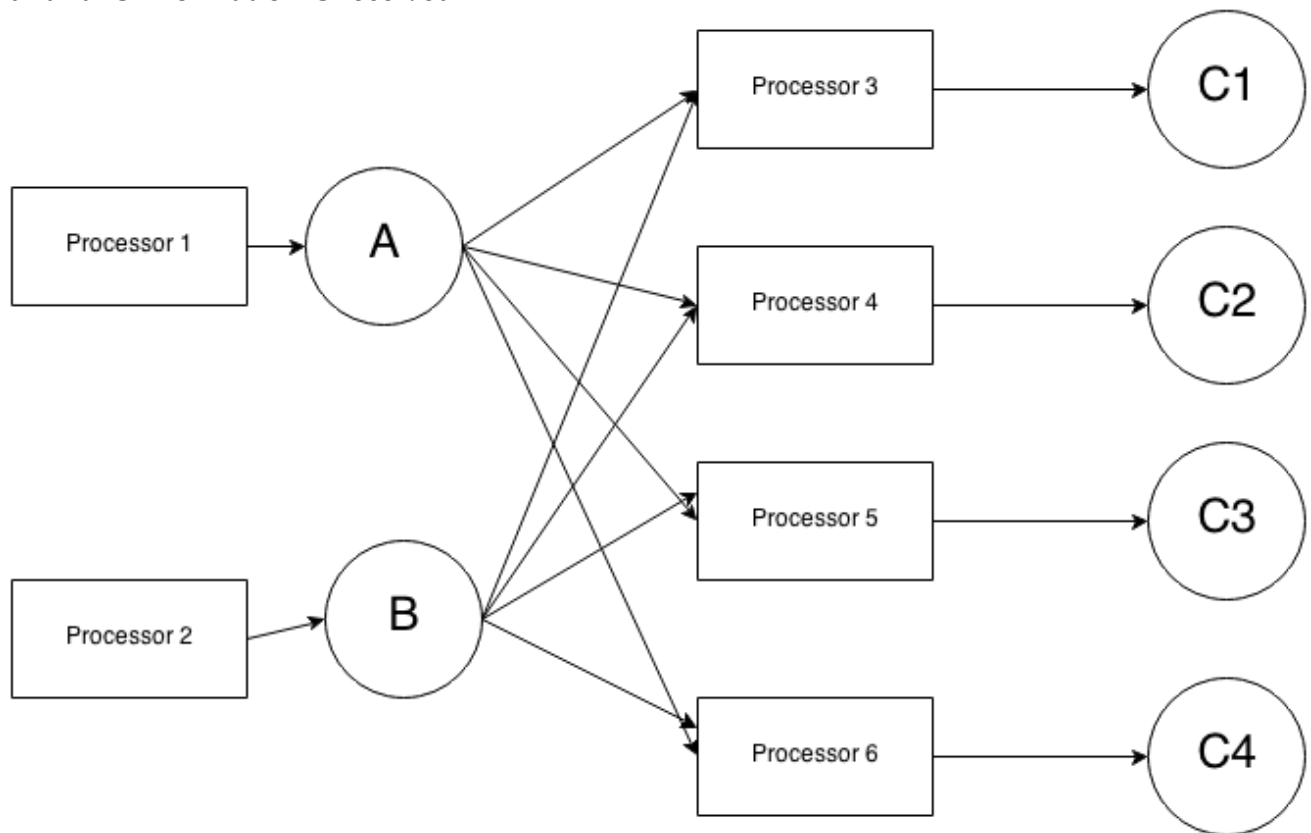 Processor 3
C1
Processor 1
A
Processor 4
C2
Processor 5
C3
Processor 2
B
Processor 6
C4